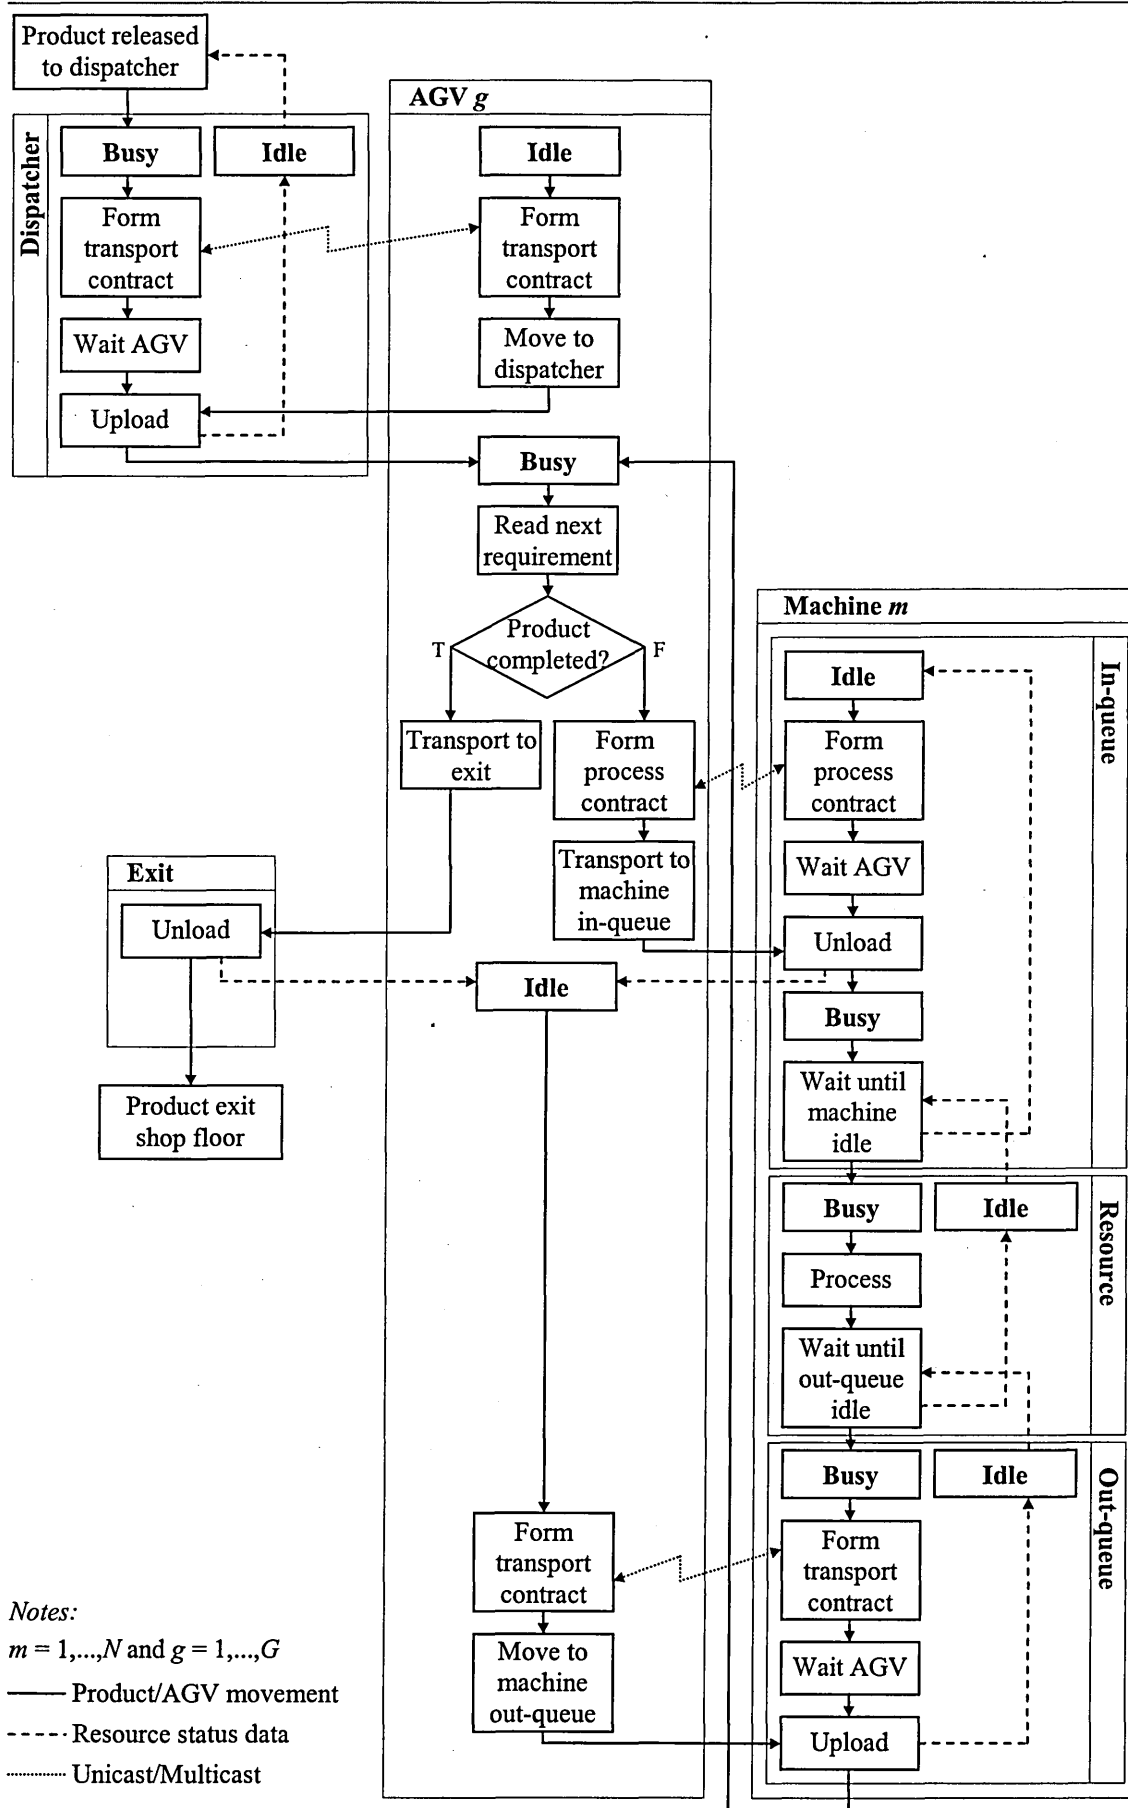 Product released
to dispatcher
Dispatcher
Busy
Idle
Form
transport
contract
Wait AGV
Upload
AGV g
Idle
Form
transport
contract
Move to
dispatcher
Busy
Read next
requirement
Product
completed?
T
F
Transport to
exit
Form
process
contract
Transport to
machine
in-queue
Exit
Unload
Product exit
shop floor
Idle
Form
transport
contract
Move to
machine
out-queue
Machine m
In-queue
Idle
Form
process
contract
Wait AGV
Unload
Busy
Wait until
machine
idle
Resource
Busy
Idle
Process
Wait until
out-queue
idle
Out-queue
Busy
Idle
Form
transport
contract
Wait AGV
Upload
Notes:
m = 1,...,N and g = 1,...,G
Product/AGV movement
Resource status data
Unicast/Multicast